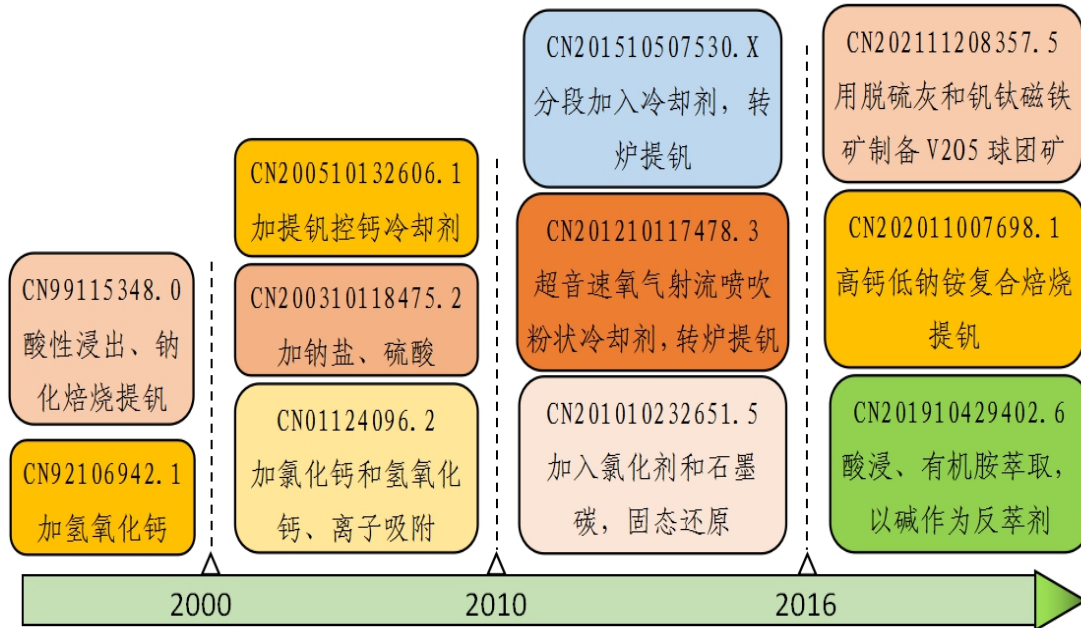 CN99115348.0
酸性浸出、钠
化焙烧提钒
CN92106942.1
加氢氧化钙
CN200510132606.1
加提钒控钙冷却剂
CN200310118475.2
加钠盐、硫酸
CN01124096.2
加氯化钙和氢氧化
钙、离子吸附
CN201510507530.X
分段加入冷却剂，转
炉提钒
CN201210117478.3
超音速氧气射流喷吹
粉状冷却剂，转炉提钒
CN201010232651.5
加入氯化剂和石墨
碳，固态还原
CN202111208357.5
用脱硫灰和钒钛磁铁
矿制备V2O5球团矿
CN202011007698.1
高钙低钠铵复合焙烧
提钒
CN201910429402.6
酸浸、有机胺萃取，
以碱作为反萃剂
2000
2010
2016